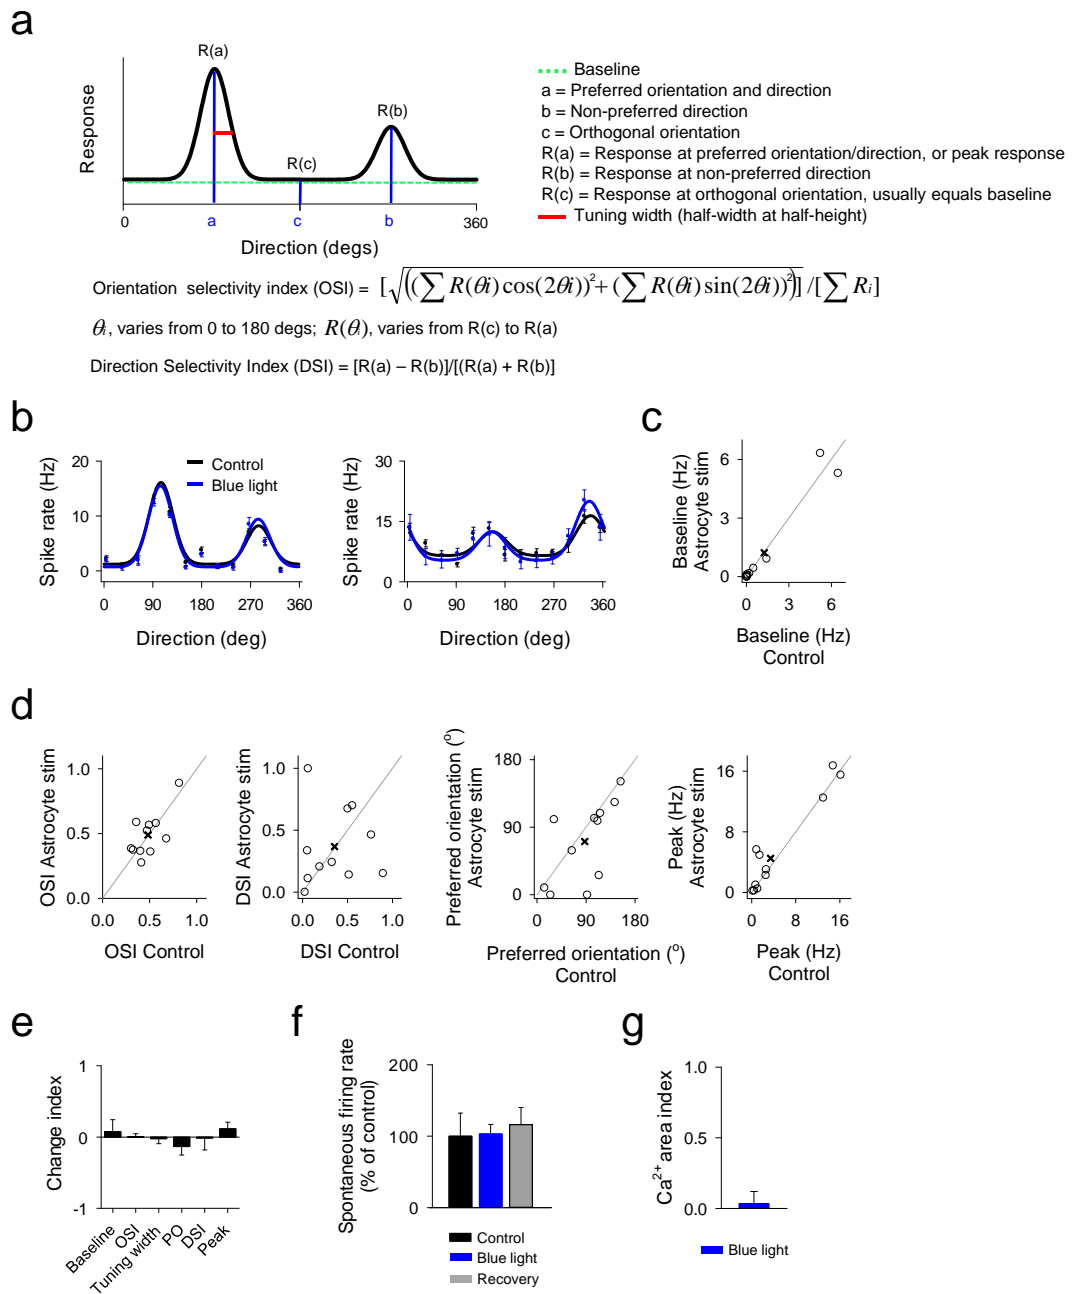 a
R(a)
R(b)
R(c)
Response
0
a
c
b
360
Direction (degs)
Baseline
a = Preferred orientation and direction
b = Non-preferred direction
c = Orthogonal orientation
R(a) = Response at preferred orientation/direction, or peak response
R(b) = Response at non-preferred direction
R(c) = Response at orthogonal orientation, usually equals baseline
Tuning width (half-width at half-height)
Orientation selectivity index (OSI) = [√((∑ R(θi) cos(2θi))² + (∑ R(θi) sin(2θi))²)] /[∑ Ri]
θi, varies from 0 to 180 degs; R(θi), varies from R(c) to R(a)
Direction Selectivity Index (DSI) = [R(a) – R(b)]/[(R(a) + R(b)]
b
Spike rate (Hz)
20
10
0
Control
Blue light
0 90 180 270 360
Direction (deg)
Spike rate (Hz)
30
15
0
0 90 180 270 360
Direction (deg)
c
Baseline (Hz)
Astrocyte stim
6
3
0
0 3 6
Baseline (Hz)
Control
d
OSI Astrocyte stim
1.0
0.5
0.0
0.0 0.5 1.0
OSI Control
DSI Astrocyte stim
1.0
0.5
0.0
0.0 0.5 1.0
DSI Control
Preferred orientation (°)
Astrocyte stim
180
90
0
0 90 180
Preferred orientation (°)
Control
Peak (Hz)
Astrocyte stim
16
8
0
0 8 16
Peak (Hz)
Control
e
Change index
1
0
-1
Baseline
OSI
Tuning width
PO
DSI
Peak
f
Spontaneous firing rate
(% of control)
200
100
0
Control
Blue light
Recovery
g
Ca2+ area index
1.0
0.5
0.0
Blue light